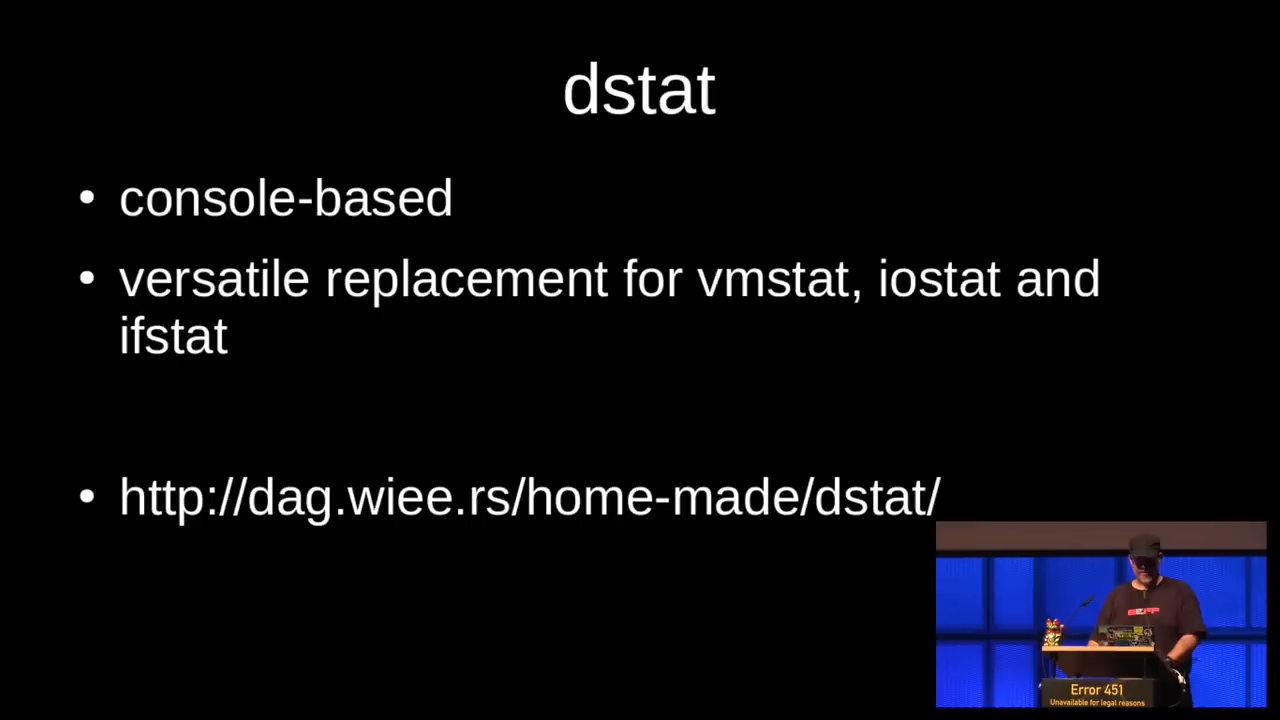 dstat
• console-based
• versatile replacement for vmstat, iostat and
ifstat
• http://dag.wiee.rs/home-made/dstat/
Error 451
Unavailable for legal reasons